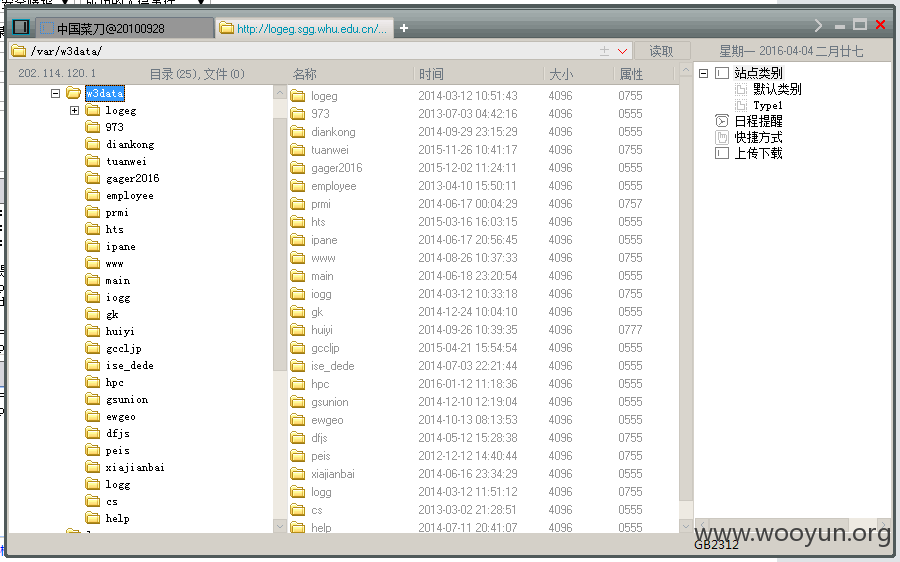 中国菜刀@20100928
http://logeg.sgg.whu.edu.cn/...
/var/w3data/
读取
星期一 2016-04-04 二月廿七
202.114.120.1 目录(25),文件(0)
名称 时间 大小 属性
w3data
logeg
973
diankong
tuanwei
gager2016
employee
prmi
hts
ipane
www
main
iogg
gk
huiyi
gccljp
ise_dede
hpc
gsunion
ewgeo
dfjs
peis
xiajianbai
logg
cs
help
logeg 2014-03-12 10:51:43 4096 0755
973 2013-07-03 04:42:16 4096 0555
diankong 2014-09-29 23:15:29 4096 0555
tuanwei 2015-11-26 10:41:17 4096 0755
gager2016 2015-12-02 11:24:11 4096 0755
employee 2013-04-10 15:50:11 4096 0555
prmi 2014-06-17 00:04:29 4096 0757
hts 2015-03-16 16:03:15 4096 0555
ipane 2014-06-17 20:56:45 4096 0555
www 2014-08-26 10:37:33 4096 0755
main 2014-06-18 23:20:54 4096 0555
iogg 2014-03-12 10:33:18 4096 0755
gk 2014-12-24 10:04:10 4096 0555
huiyi 2014-09-26 10:39:35 4096 0777
gccljp 2015-04-21 15:54:54 4096 0555
ise_dede 2014-07-03 22:21:44 4096 0555
hpc 2016-01-12 11:18:36 4096 0555
gsunion 2014-12-10 12:19:04 4096 0555
ewgeo 2014-10-13 08:13:53 4096 0555
dfjs 2014-05-12 15:28:38 4096 0755
peis 2012-12-12 14:40:44 4096 0755
xiajianbai 2014-06-16 23:34:29 4096 0555
logg 2014-03-12 11:51:12 4096 0755
cs 2013-03-02 21:28:51 4096 0555
help 2014-07-11 20:41:07 4096 0555
站点类别
默认类别
Type1
日程提醒
快捷方式
上传下载
www.wooyun.org
GB2312